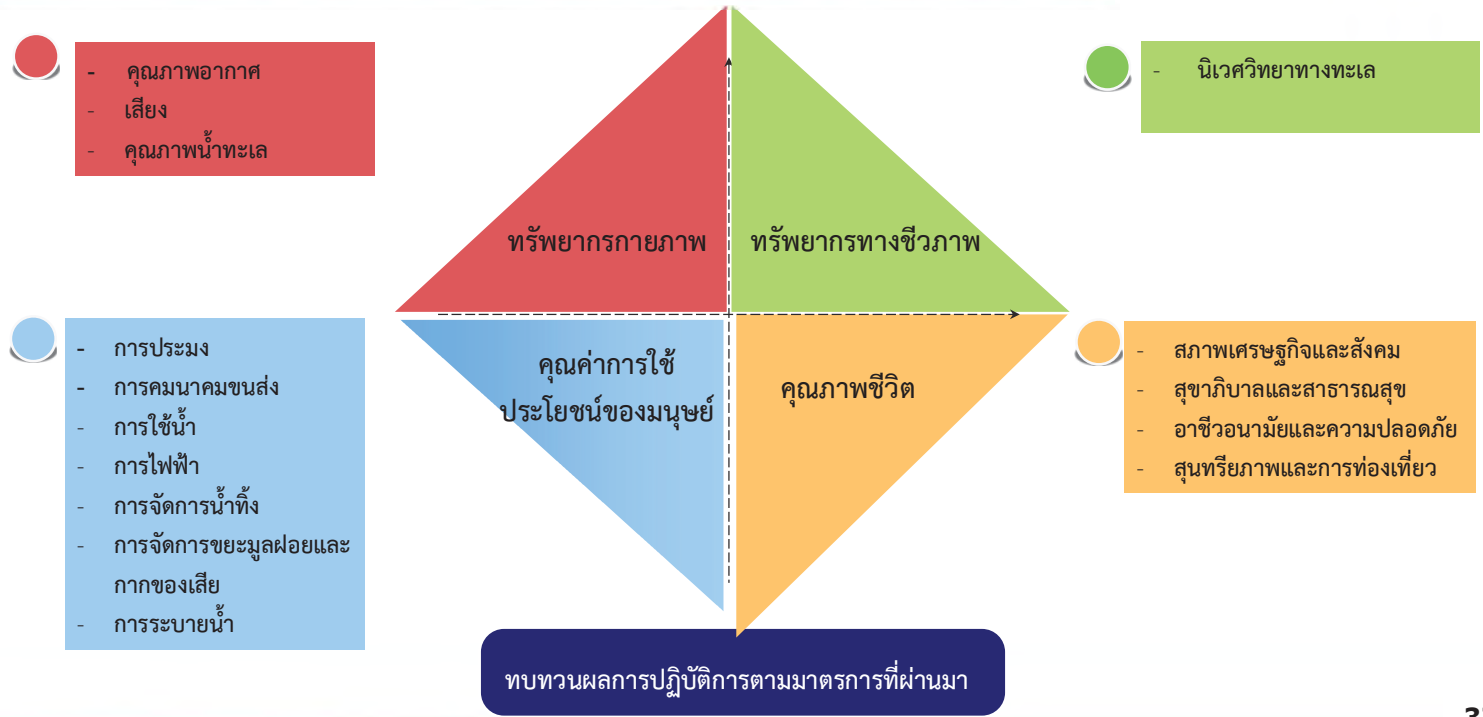 - คุณภาพอากาศ
- เสียง
- คุณภาพน้ำทะเล
- นิเวศวิทยาทางทะเล
ทรัพยากรกายภาพ
ทรัพยากรทางชีวภาพ
- การประมง
- การคมนาคมขนส่ง
- การใช้น้ำ
- การไฟฟ้า
- การจัดการน้ำทิ้ง
- การจัดการขยะมูลฝอยและ
กากของเสีย
- การระบายน้ำ
คุณค่าการใช้
ประโยชน์ของมนุษย์
คุณภาพชีวิต
- สภาพเศรษฐกิจและสังคม
- สุขาภิบาลและสาธารณสุข
- อาชีวอนามัยและความปลอดภัย
- สุนทรียภาพและการท่องเที่ยว
ทบทวนผลการปฏิบัติการตามมาตรการที่ผ่านมา